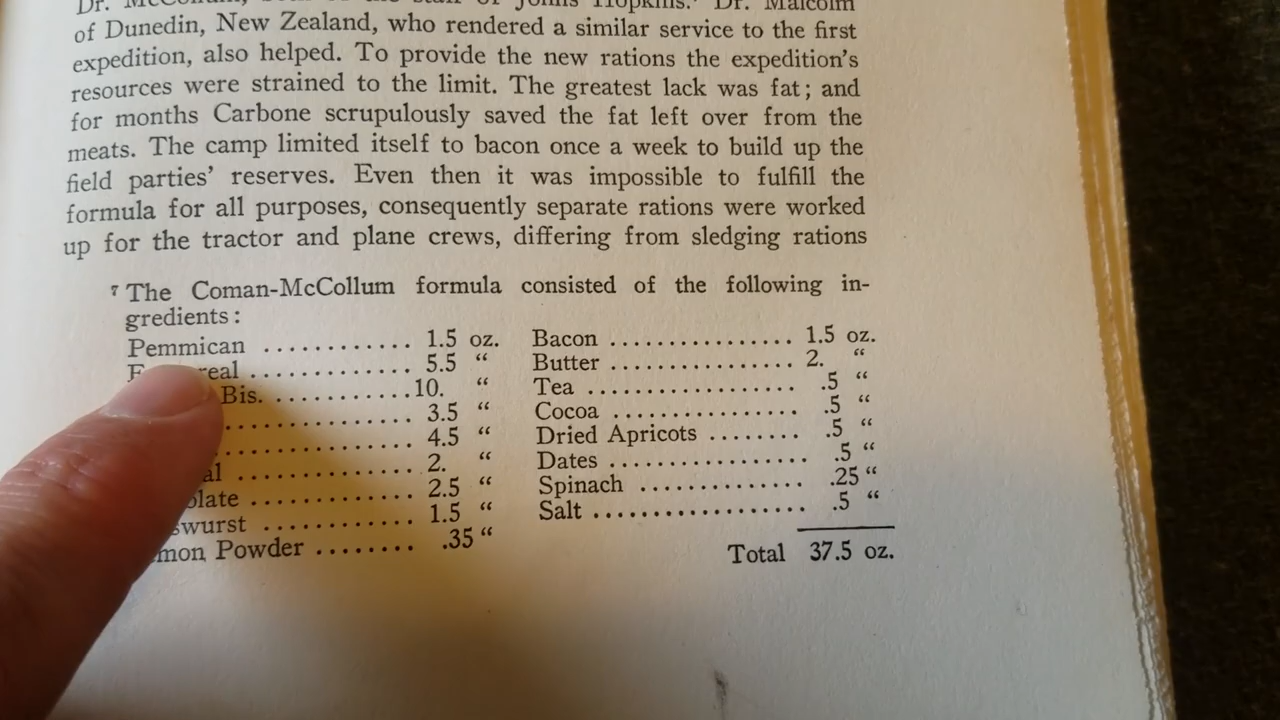 of Dunedin, New Zealand, who rendered a similar service to the first
expedition, also helped. To provide the new rations the expedition's
resources were strained to the limit. The greatest lack was fat; and
for months Carbone scrupulously saved the fat left over from the
meats. The camp limited itself to bacon once a week to build up the
field parties' reserves. Even then it was impossible to fulfill the
formula for all purposes, consequently separate rations were worked
up for the tractor and plane crews, differing from sledging rations
7 The Coman-McCollum formula consisted of the following in-
gredients:
Pemmican ............ 1.5 oz.
5.5 “
Bis. ............ 10. “
............ 3.5 “
............ 4.5 “
............ 2. “
............ 2.5 “
............ 1.5 “
Powder ........ .35 “
Bacon ................ 1.5 oz.
Butter ................ 2. “
Tea .................. .5 “
Cocoa ................ .5 “
Dried Apricots ........ .5 “
Dates .................. .5 “
Spinach .............. .25 “
Salt .................. .5 “
Total 37.5 oz.